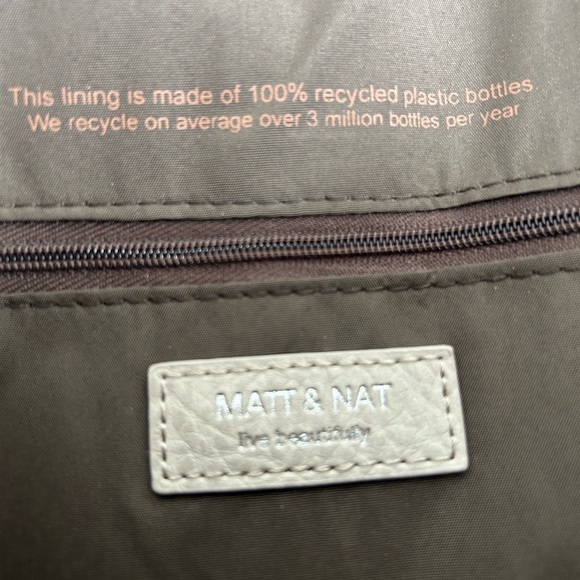 This lining is made of 100% recycled plastic bottles
We recycle on average over 3 million bottles per year
MATT & NAT
live beautifully